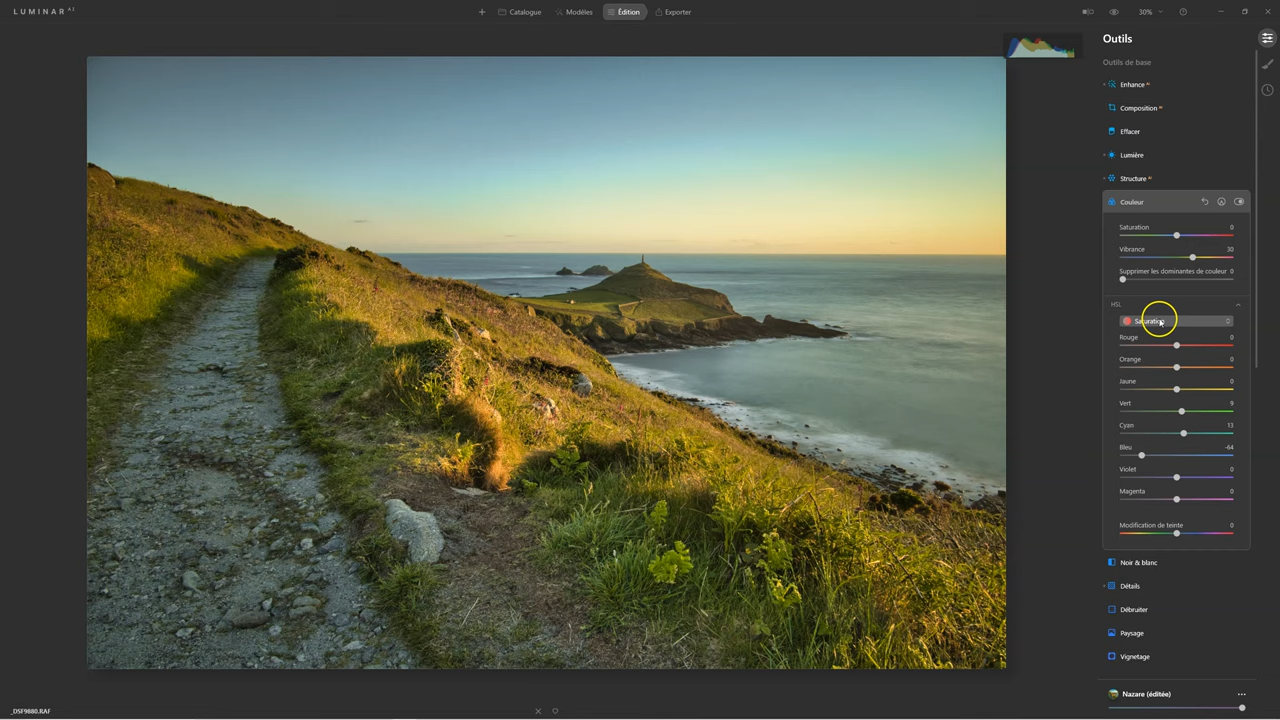 LUMINAR AI
Catalogue
Modèles
Édition
Exporter
30%
Outils
Outils de base
Enhance AI
Composition AI
Effacer
Lumière
Structure AI
Couleur
Saturation 0
Vibrance 30
Supprimer les dominantes de couleur 0
HSL
Saturation
Rouge 0
Orange 0
Jaune 0
Vert 9
Cyan 13
Bleu -64
Violet 0
Magenta 0
Modification de teinte 0
Noir & blanc
Détails
Débruiter
Paysage
Vignetage
Nazare (éditée)
_DSF9880.RAF